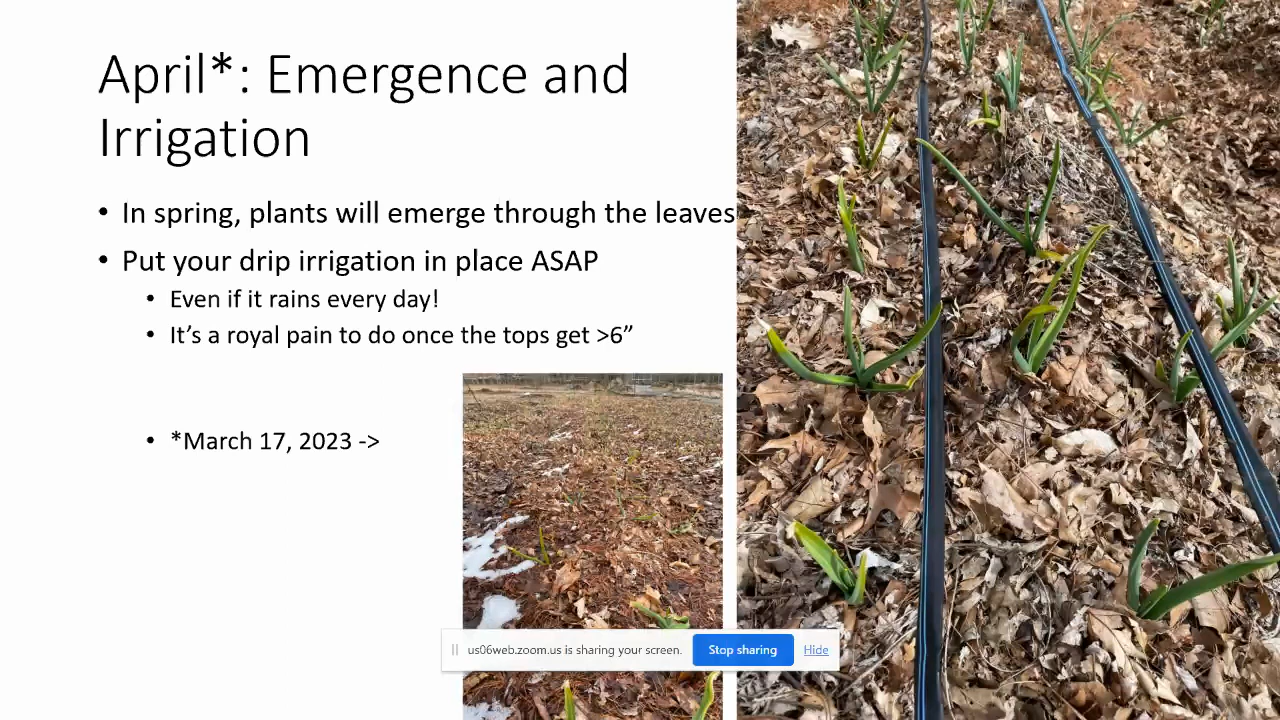 April*: Emergence and
Irrigation
• In spring, plants will emerge through the leaves
• Put your drip irrigation in place ASAP
• Even if it rains every day!
• It’s a royal pain to do once the tops get >6”
• *March 17, 2023 ->
us06web.zoom.us is sharing your screen. Stop sharing Hide